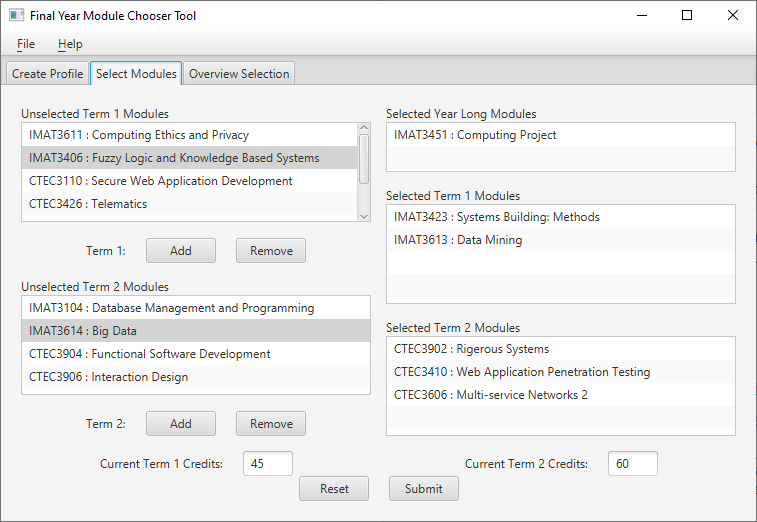 Final Year Module Chooser Tool
File Help
Create Profile Select Modules Overview Selection
Unselected Term 1 Modules
IMAT3611 : Computing Ethics and Privacy
IMAT3406 : Fuzzy Logic and Knowledge Based Systems
CTEC3110 : Secure Web Application Development
CTEC3426 : Telematics
Term 1: Add Remove
Unselected Term 2 Modules
IMAT3104 : Database Management and Programming
IMAT3614 : Big Data
CTEC3904 : Functional Software Development
CTEC3906 : Interaction Design
Term 2: Add Remove
Current Term 1 Credits: 45
Selected Year Long Modules
IMAT3451 : Computing Project
Selected Term 1 Modules
IMAT3423 : Systems Building: Methods
IMAT3613 : Data Mining
Selected Term 2 Modules
CTEC3902 : Rigerous Systems
CTEC3410 : Web Application Penetration Testing
CTEC3606 : Multi-service Networks 2
Current Term 2 Credits: 60
Reset Submit